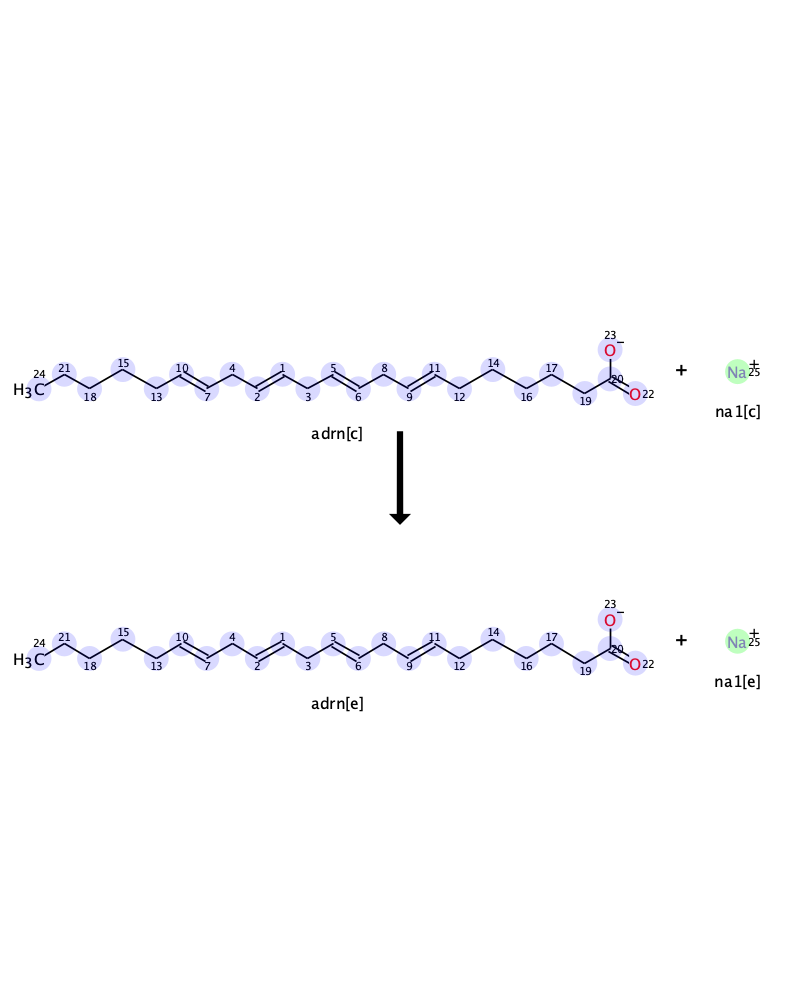 23
O −
24 21 15 10 4 1 5 8 11 14 17 20 + Na + 25
H3C 18 13 7 2 3 6 9 12 16 19 O 22
na1[c]
adrn[c]
23
O −
24 21 15 10 4 1 5 8 11 14 17 20 + Na + 25
H3C 18 13 7 2 3 6 9 12 16 19 O 22
na1[e]
adrn[e]